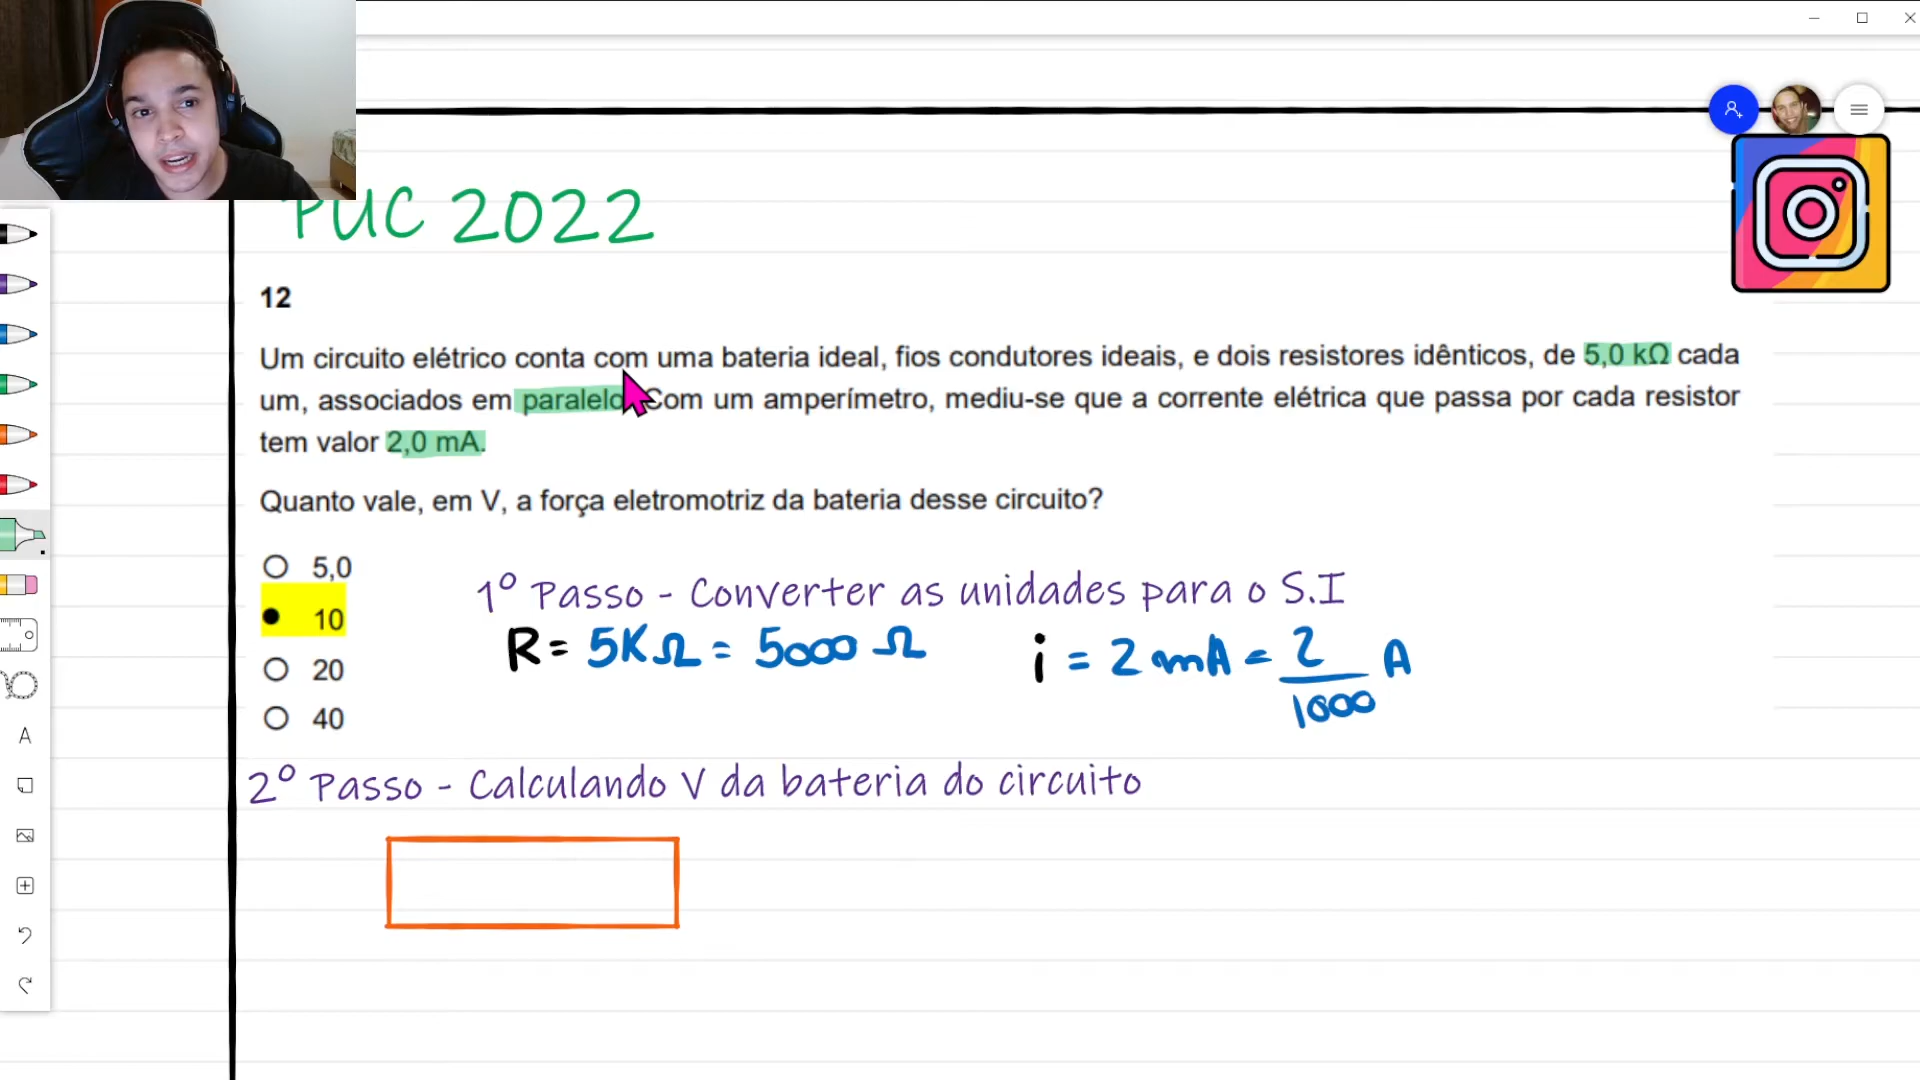 PUC 2022
12
Um circuito elétrico conta com uma bateria ideal, fios condutores ideais, e dois resistores idênticos, de 5,0 kΩ cada
um, associados em paralelo. Com um amperímetro, mediu-se que a corrente elétrica que passa por cada resistor
tem valor 2,0 mA.
Quanto vale, em V, a força eletromotriz da bateria desse circuito?
5,0
10
20
40
1º Passo - Converter as unidades para o S.I
R = 5KΩ = 5000 Ω
i = 2 mA = 2/1000 A
2º Passo - Calculando V da bateria do circuito
A